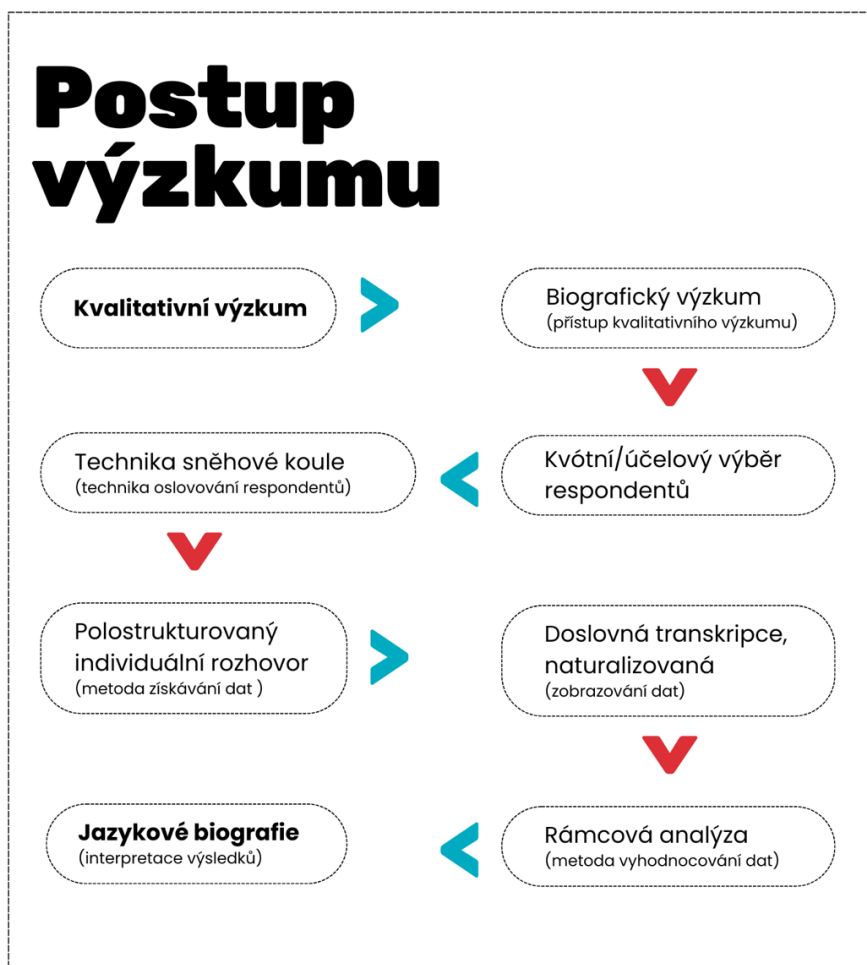 Postup
výzkumu
Kvalitativní výzkum
Biografický výzkum
(přístup kvalitativního výzkumu)
Kvótní/účelový výběr
respondentů
Technika sněhové koule
(technika oslovování respondentů)
Polostrukturovaný
individuální rozhovor
(metoda získávání dat )
Doslovná transkripce,
naturalizovaná
(zobrazování dat)
Rámcová analýza
(metoda vyhodnocování dat)
Jazykové biografie
(interpretace výsledků)